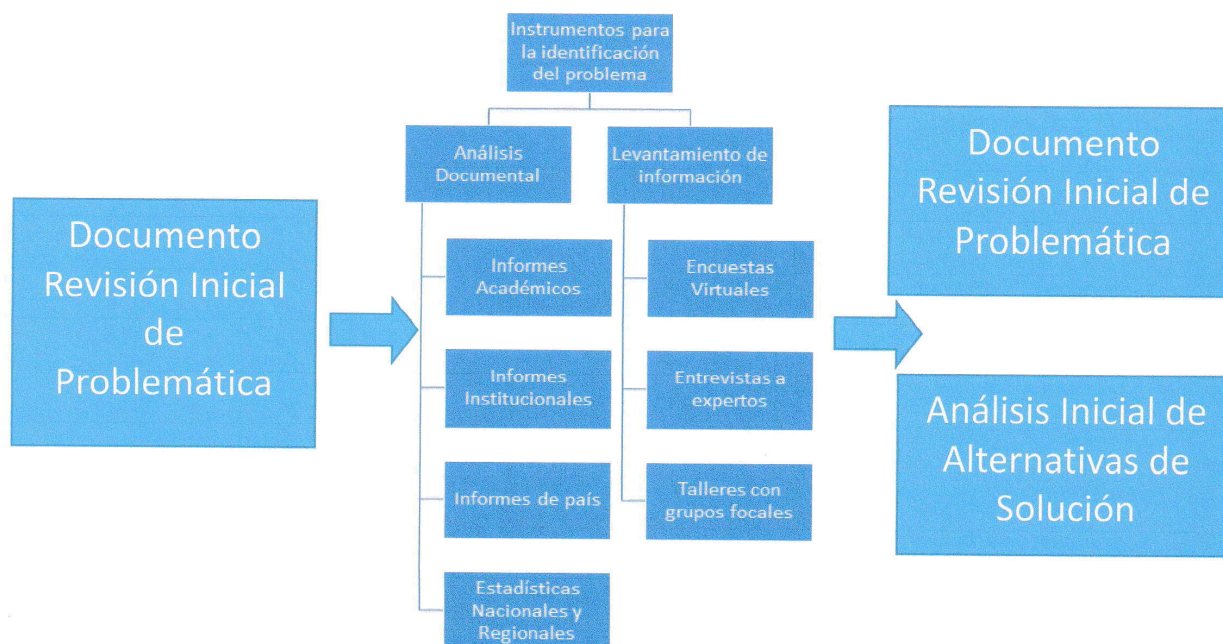 Documento
Revisión Inicial
de
Problemática
Instrumentos para
la identificación
del problema
Análisis
Documental
Informes
Académicos
Informes
Institucionales
Informes de país
Estadísticas
Nacionales y
Regionales
Levantamiento de
información
Encuestas
Virtuales
Entrevistas a
expertos
Talleres con
grupos focales
Documento
Revisión Inicial de
Problemática
Análisis Inicial de
Alternativas de
Solución